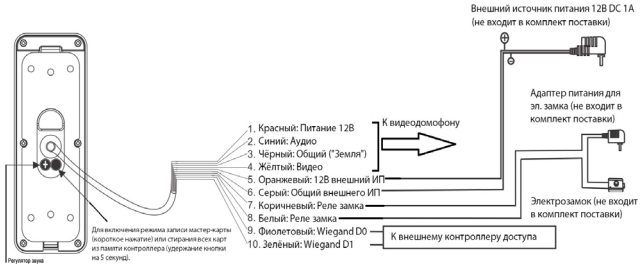 Внешний источник питания 12В DC 1A
(не входит в комплект поставки)
Адаптер питания для
эл. замка (не входит в
комплект поставки)
К видеодомофону
1. Красный: Питание 12В
2. Синий: Аудио
3. Чёрный: Общий ("Земля")
4. Жёлтый: Видео
5. Оранжевый: 12В внешний ИП
6. Серый: Общий внешнего ИП
7. Коричневый: Реле замка
8. Белый: Реле замка
9. Фиолетовый: Wiegand D0
10. Зелёный: Wiegand D1
К внешнему контроллеру доступа
Электрозамок (не входит
в комплект поставки)
Для включения режима записи мастер-карты
(короткое нажатие) или стирания всех карт
из памяти контроллера (удержание кнопки
на 5 секунд).
Регулятор звука